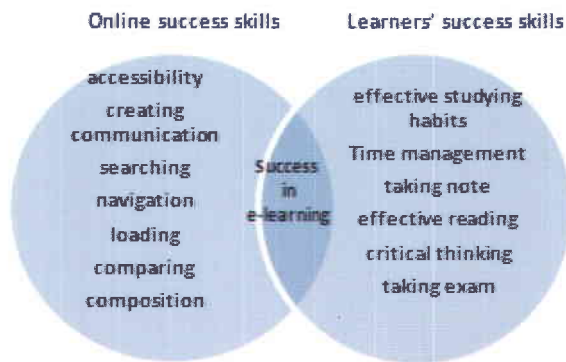 Online success skills
Learners' success skills
accessibility
creating
communication
searching
navigation
loading
comparing
composition
Success
in
e-learning
effective studying
habits
Time management
taking note
effective reading
critical thinking
taking exam